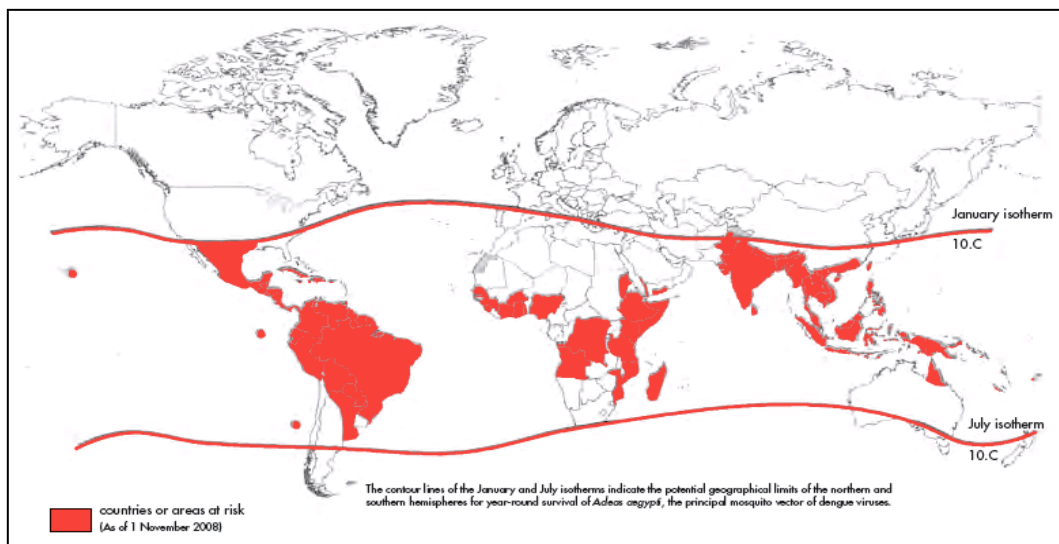 January isotherm
10.C
July isotherm
10.C
The contour lines of the January and July isotherms indicate the potential geographical limits of the northern and
southern hemispheres for year-round survival of Adeas ægypti, the principal mosquito vector of dengue viruses.
countries or areas at risk
(As of 1 November 2008)